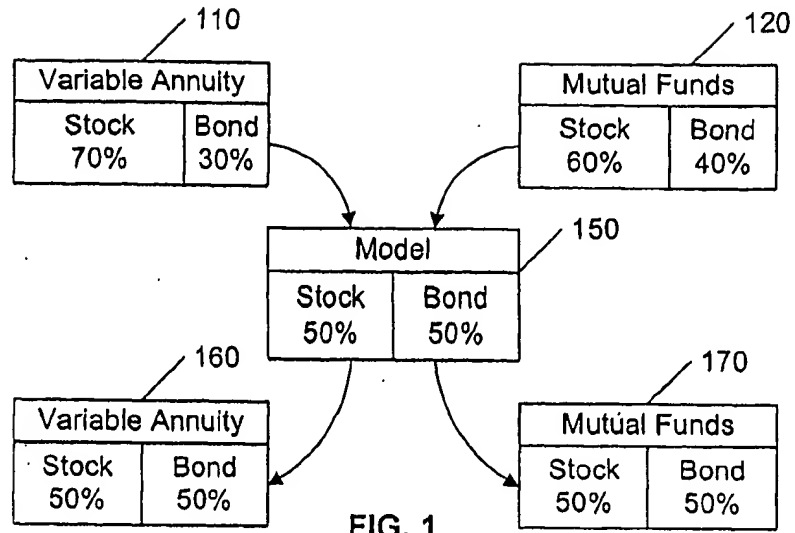 110
120
Variable Annuity
Stock Bond
70% 30%
Mutual Funds
Stock Bond
60% 40%
150
Model
Stock Bond
50% 50%
160
170
Variable Annuity
Stock Bond
50% 50%
Mutual Funds
Stock Bond
50% 50%
FIG. 1